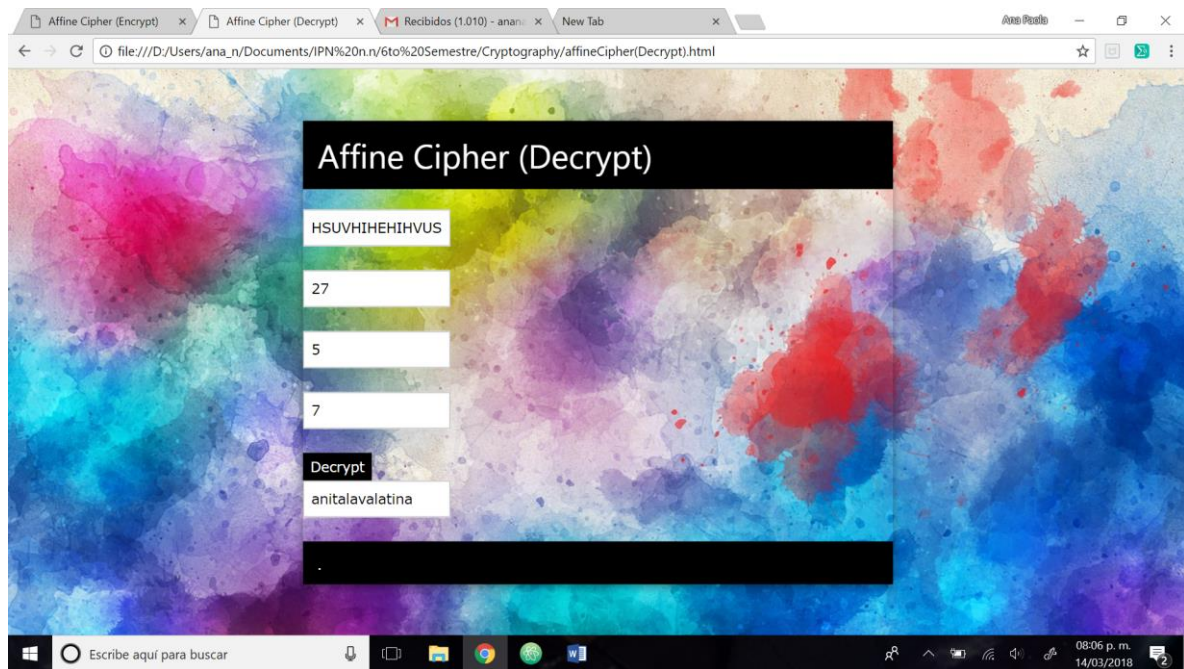 Affine Cipher (Encrypt)
Affine Cipher (Decrypt)
Recibidos (1.010) - anana
New Tab
Ana Paola
file:///D:/Users/ana_n/Documents/IPN%20n.n/6to%20Semestre/Cryptography/affineCipher(Decrypt).html
Affine Cipher (Decrypt)
HSUVHIHEHIHVUS
27
5
7
Decrypt
anitalavalatina
.
Escribe aquí para buscar
08:06 p. m.
14/03/2018
2